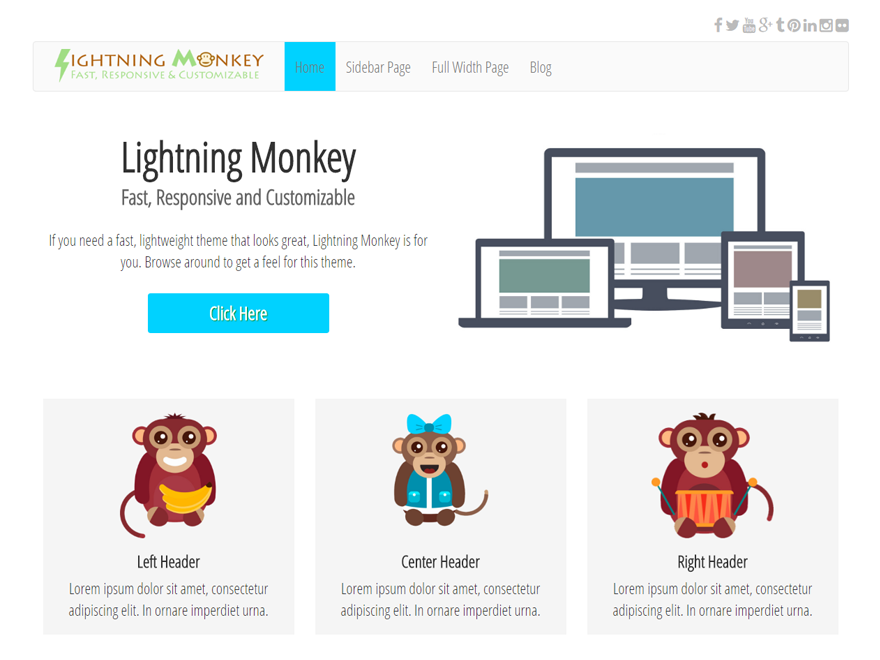 LIGHTNING MONKEY
FAST, RESPONSIVE & CUSTOMIZABLE
Home Sidebar Page Full Width Page Blog
Lightning Monkey
Fast, Responsive and Customizable
If you need a fast, lightweight theme that looks great, Lightning Monkey is for
you. Browse around to get a feel for this theme.
Click Here
Left Header
Lorem ipsum dolor sit amet, consectetur
adipiscing elit. In ornare imperdiet urna.
Center Header
Lorem ipsum dolor sit amet, consectetur
adipiscing elit. In ornare imperdiet urna.
Right Header
Lorem ipsum dolor sit amet, consectetur
adipiscing elit. In ornare imperdiet urna.